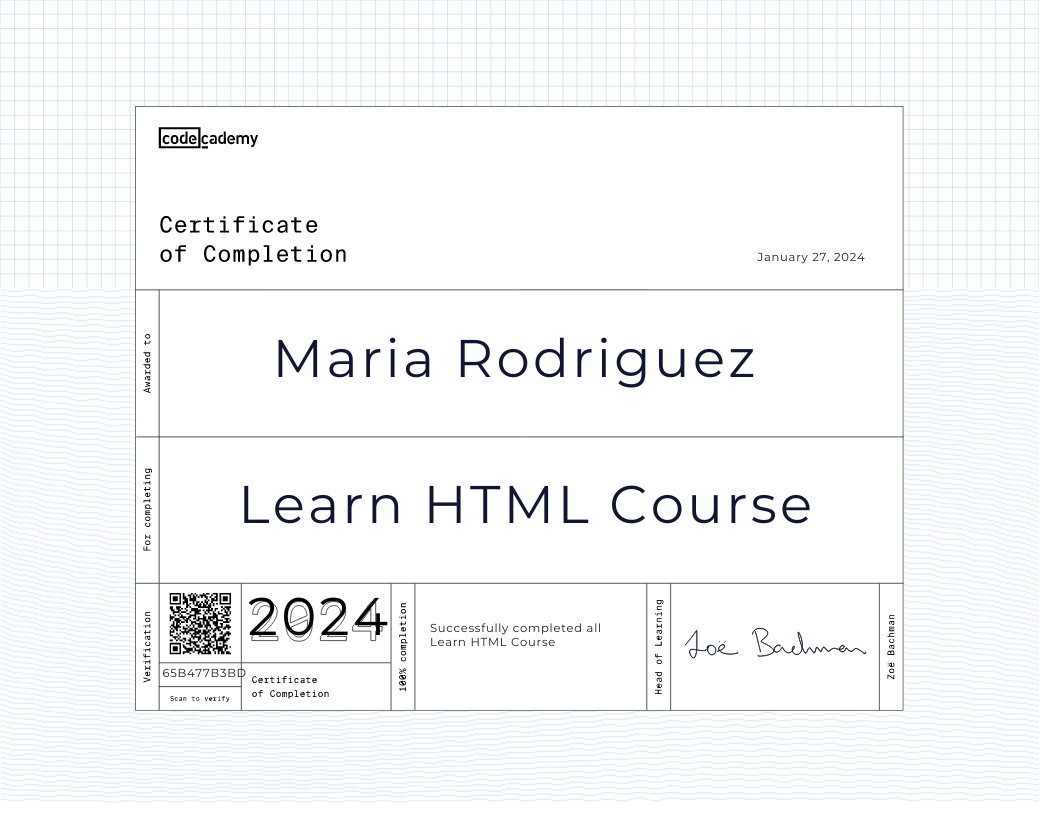 codecademy
Certificate
of Completion
January 27, 2024
Awarded to
Maria Rodriguez
For completing
Learn HTML Course
Verification
65B477B3BD
Scan to verify
2024
Certificate
of Completion
100% completion
Successfully completed all
Learn HTML Course
Head of Learning
Zoë Bachman
Zoë Bachman